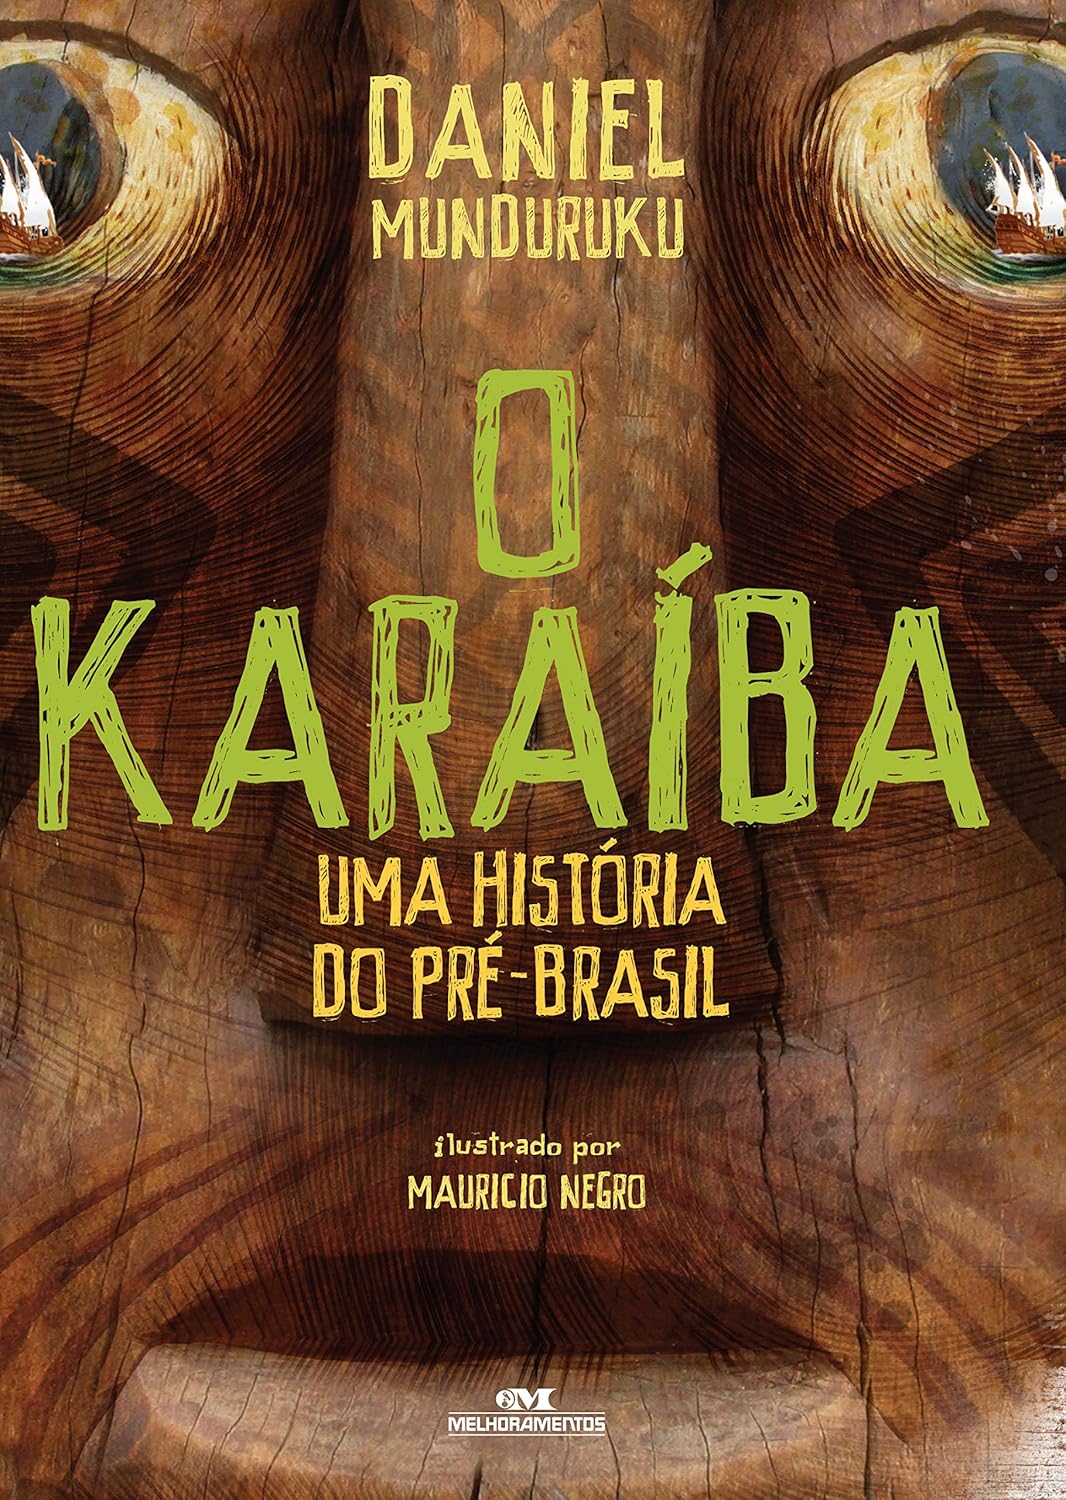 DANIEL
MUNDURUKU
O
KARAÍBA
UMA HISTÓRIA
DO PRÉ-BRASIL
ilustrado por
MAURICIO NEGRO
MELHORAMENTOS